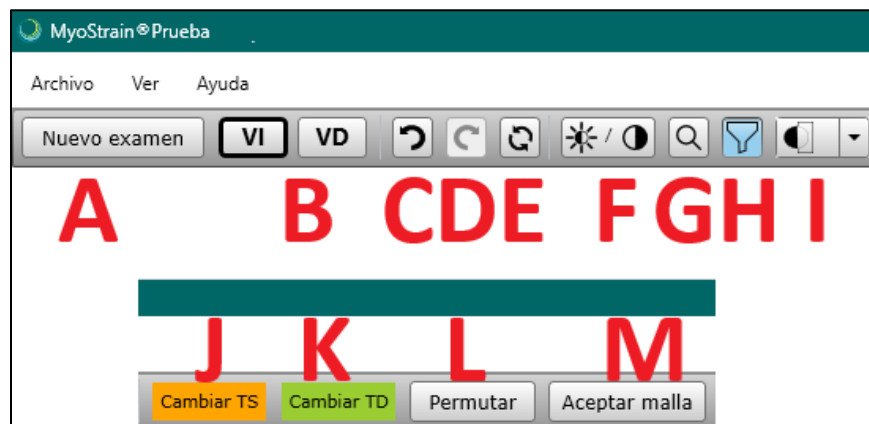 MyoStrain®Prueba
Archivo Ver Ayuda
Nuevo examen VI VD /
A B C D E F G H I
J K L M
Cambiar TS Cambiar TD Permutar Aceptar malla